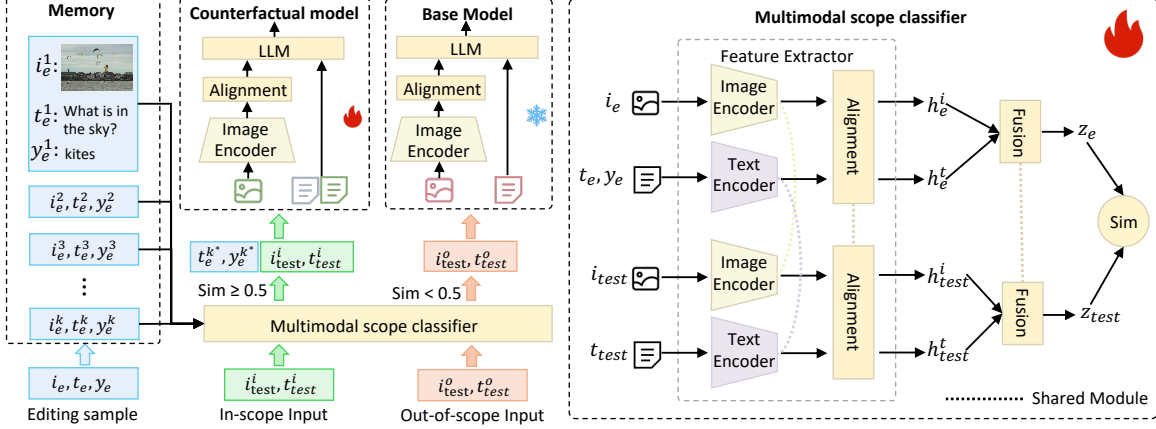 Memory
i_e^1:
t_e^1: What is in
the sky?
y_e^1: kites
i_e^2, t_e^2, y_e^2
i_e^3, t_e^3, y_e^3
⋮
i_e^k, t_e^k, y_e^k
i_e, t_e, y_e
Editing sample
Counterfactual model
LLM
Alignment
Image
Encoder
t_e^{k*}, y_e^{k*}
i_test^i, t_test^i
Sim ≥ 0.5
Base Model
LLM
Alignment
Image
Encoder
i_test^o, t_test^o
Sim < 0.5
Multimodal scope classifier
i_test^i, t_test^i
In-scope Input
i_test^o, t_test^o
Out-of-scope Input
Multimodal scope classifier
Feature Extractor
i_e
Image
Encoder
t_e, y_e
Text
Encoder
Alignment
h_e^i
h_e^t
Fusion
z_e
Sim
i_test
Image
Encoder
t_test
Text
Encoder
Alignment
h_test^i
h_test^t
Fusion
z_test
Shared Module